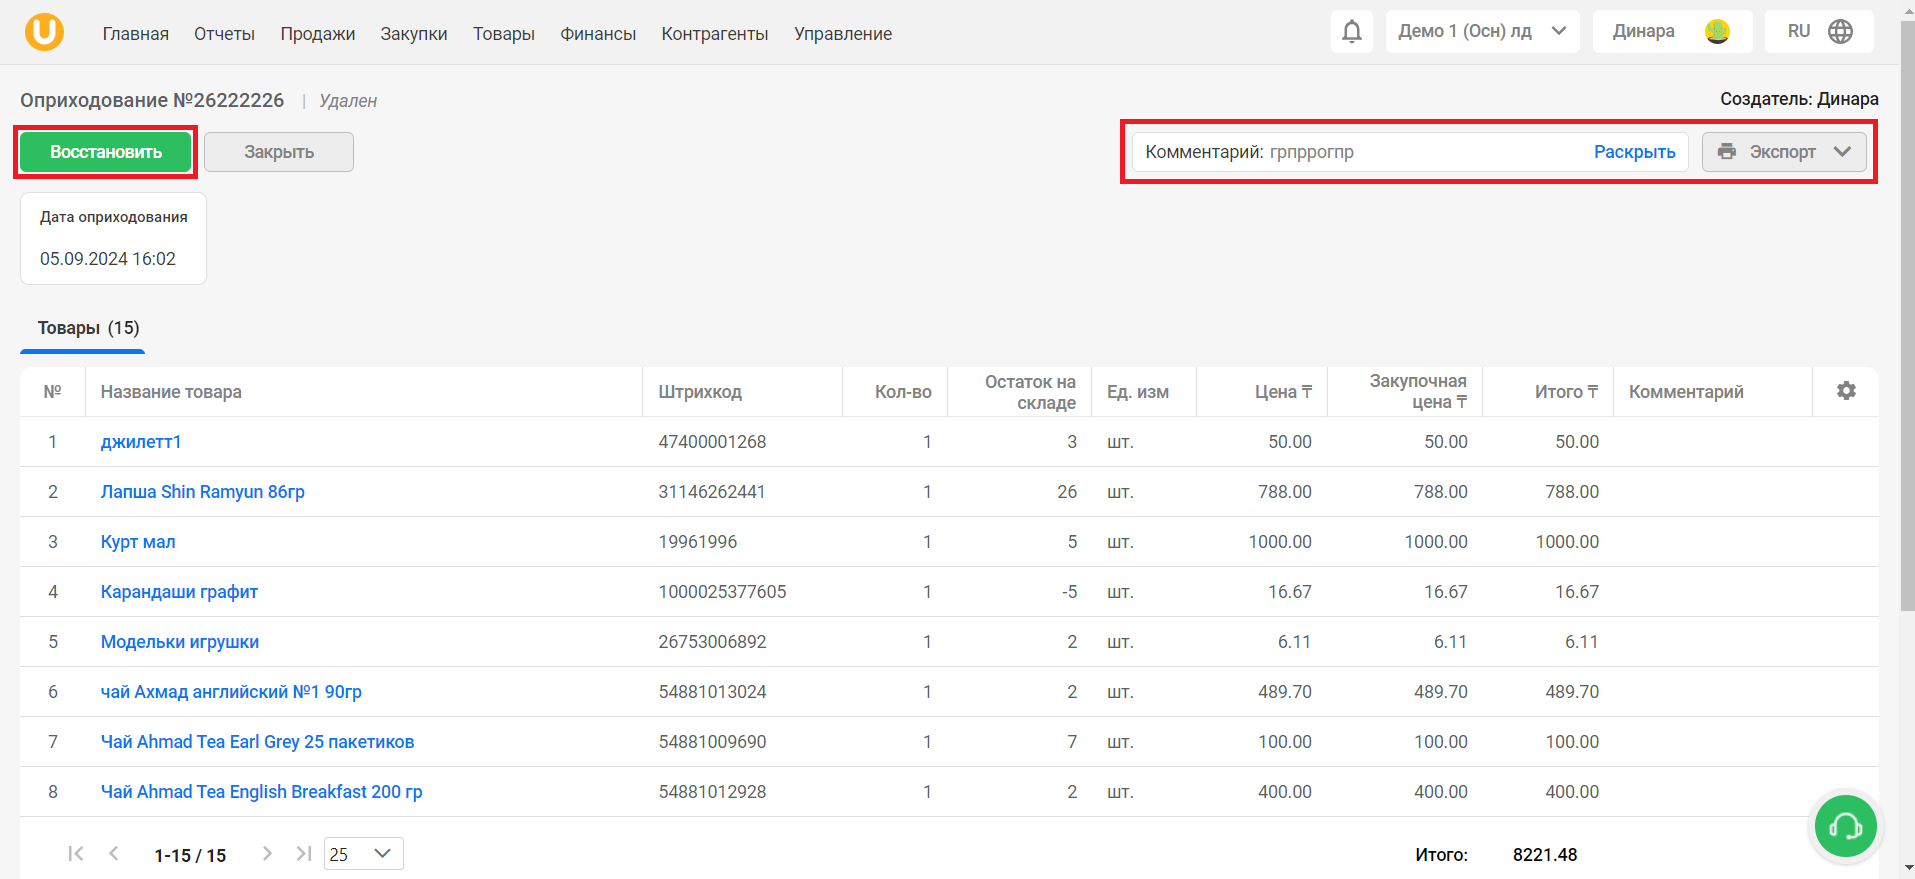 U Главная Отчеты Продажи Закупки Товары Финансы Контрагенты Управление Демо 1 (Осн) лд Динара RU
Оприходование №26222226 | Удален Создатель: Динара
Восстановить Закрыть Комментарий: грпррогпр Раскрыть Экспорт
Дата оприходования
05.09.2024 16:02
Товары (15)
№ Название товара Штрихкод Кол-во Остаток на складе Ед. изм Цена ₸ Закупочная цена ₸ Итого ₸ Комментарий
1 джилетт1 47400001268 1 3 шт. 50.00 50.00 50.00
2 Лапша Shin Ramyun 86гр 31146262441 1 26 шт. 788.00 788.00 788.00
3 Курт мал 19961996 1 5 шт. 1000.00 1000.00 1000.00
4 Карандаши графит 1000025377605 1 -5 шт. 16.67 16.67 16.67
5 Модельки игрушки 26753006892 1 2 шт. 6.11 6.11 6.11
6 чай Ахмад английский №1 90гр 54881013024 1 2 шт. 489.70 489.70 489.70
7 Чай Ahmad Tea Earl Grey 25 пакетиков 54881009690 1 7 шт. 100.00 100.00 100.00
8 Чай Ahmad Tea English Breakfast 200 гр 54881012928 1 2 шт. 400.00 400.00 400.00
1-15 / 15 25 Итого: 8221.48